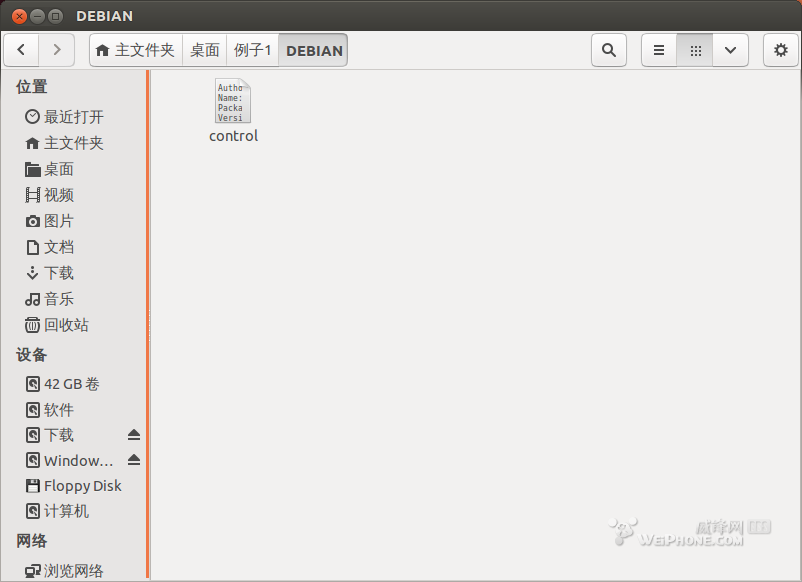 DEBIAN
主文件夹 桌面 例子1 DEBIAN
位置
最近打开
主文件夹
桌面
视频
图片
文档
下载
音乐
回收站
设备
42 GB 卷
软件
下载
Window...
Floppy Disk
计算机
网络
浏览网络
Autho
Name:
Packa
Versi
control
威锋网
WEIPHONE.COM